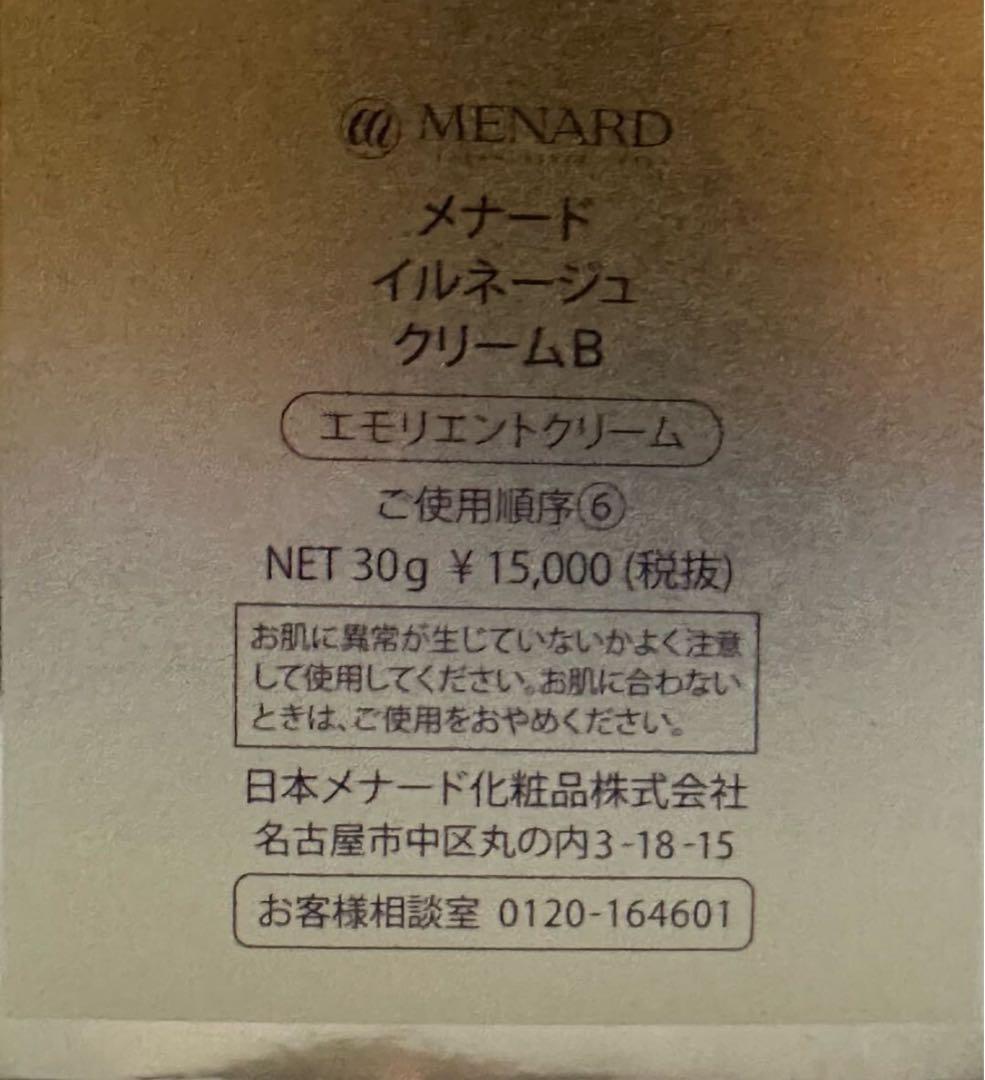 MENARD
メナード
イルネージュ
クリームB
エモリエントクリーム
ご使用順序⑥
NET 30g ¥ 15,000 (税抜)
お肌に異常が生じていないかよく注意
して使用してください。お肌に合わない
ときは、ご使用をおやめください。
日本メナード化粧品株式会社
名古屋市中区丸の内3-18-15
お客様相談室 0120-164601